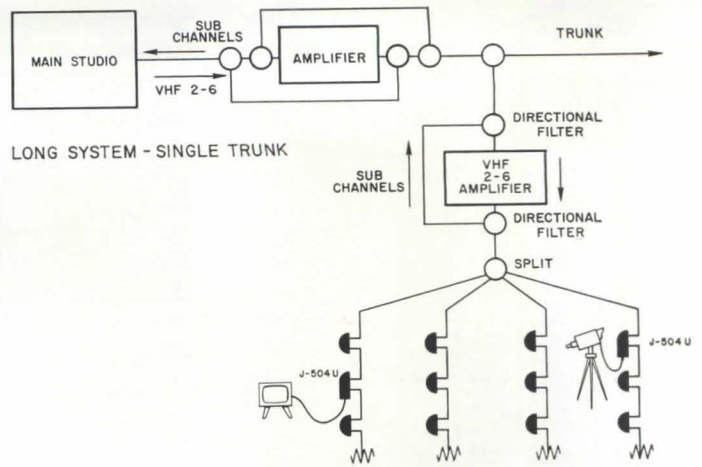 SUB
CHANNELS
TRUNK
MAIN STUDIO
AMPLIFIER
VHF 2-6
DIRECTIONAL
FILTER
LONG SYSTEM - SINGLE TRUNK
VHF
2-6
AMPLIFIER
SUB
CHANNELS
DIRECTIONAL
FILTER
SPLIT
J-504U
J-504U